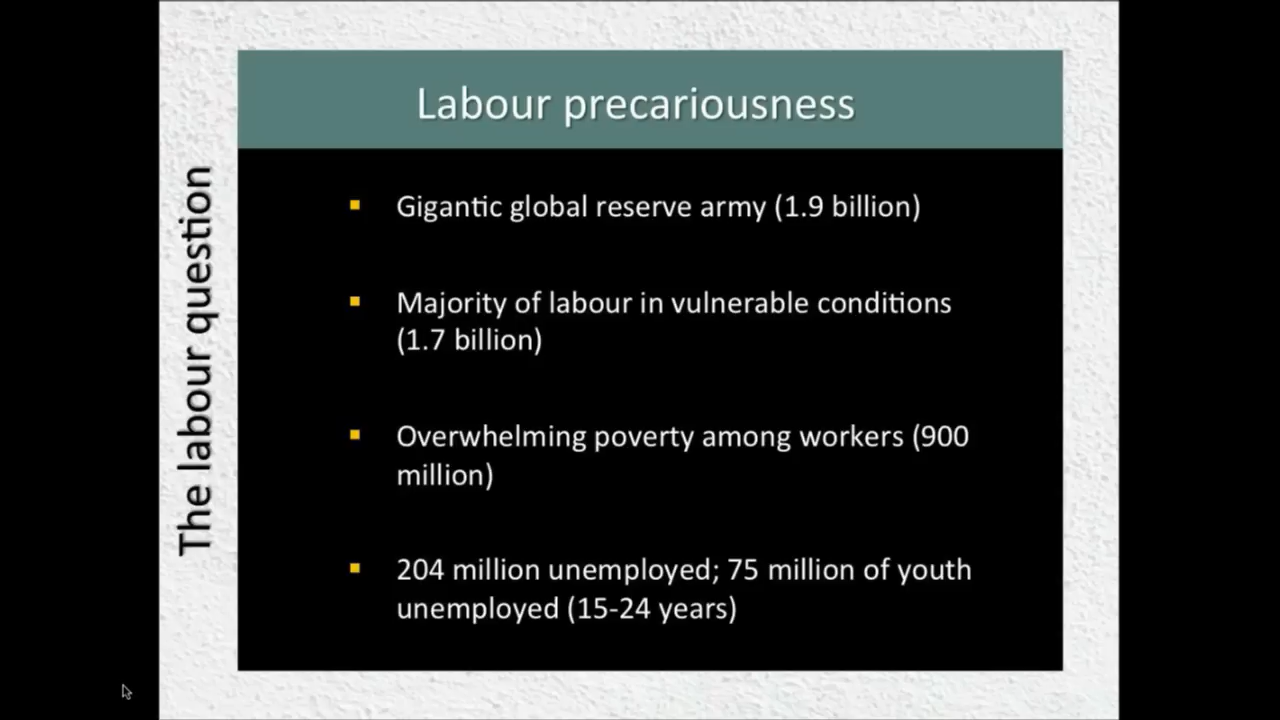 Labour precariousness
The labour question
▪ Gigantic global reserve army (1.9 billion)
▪ Majority of labour in vulnerable conditions
(1.7 billion)
▪ Overwhelming poverty among workers (900
million)
▪ 204 million unemployed; 75 million of youth
unemployed (15-24 years)